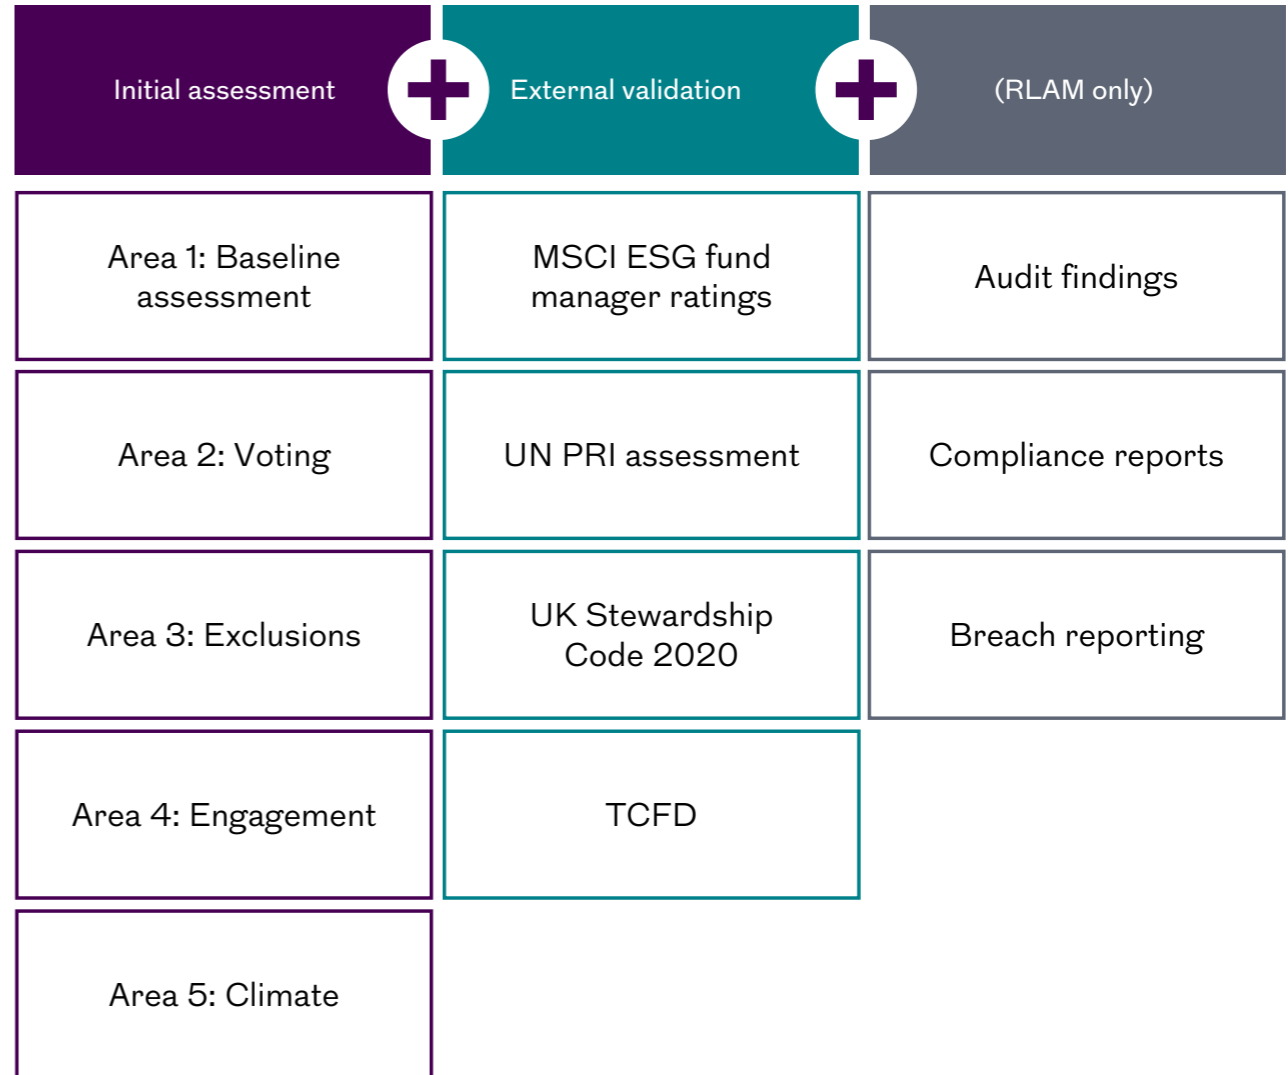 Initial assessment
External validation
(RLAM only)
Area 1: Baseline
assessment
MSCI ESG fund
manager ratings
Audit findings
Area 2: Voting
UN PRI assessment
Compliance reports
Area 3: Exclusions
UK Stewardship
Code 2020
Breach reporting
Area 4: Engagement
TCFD
Area 5: Climate